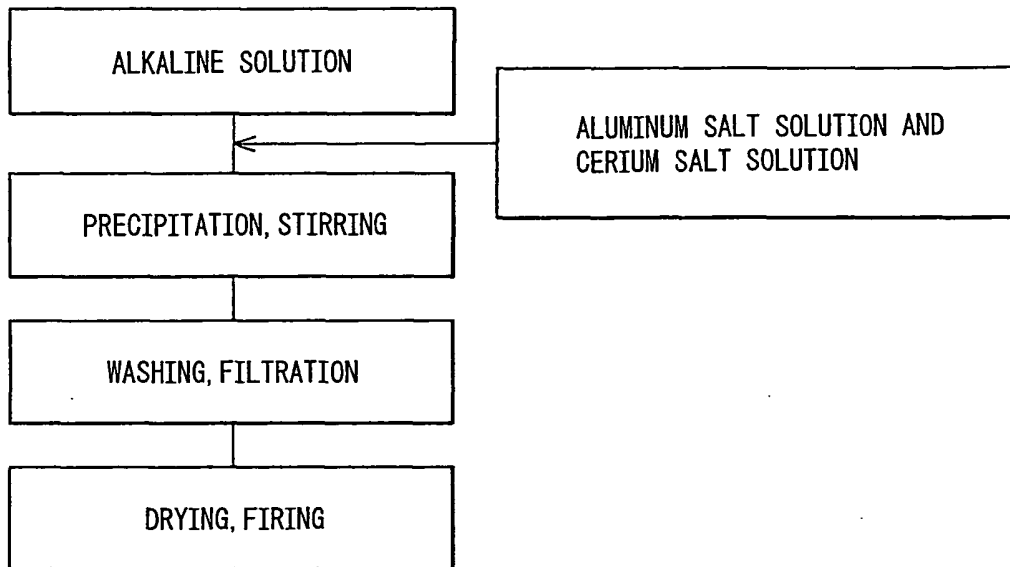 ALKALINE SOLUTION
ALUMINUM SALT SOLUTION AND
CERIUM SALT SOLUTION
PRECIPITATION, STIRRING
WASHING, FILTRATION
DRYING, FIRING